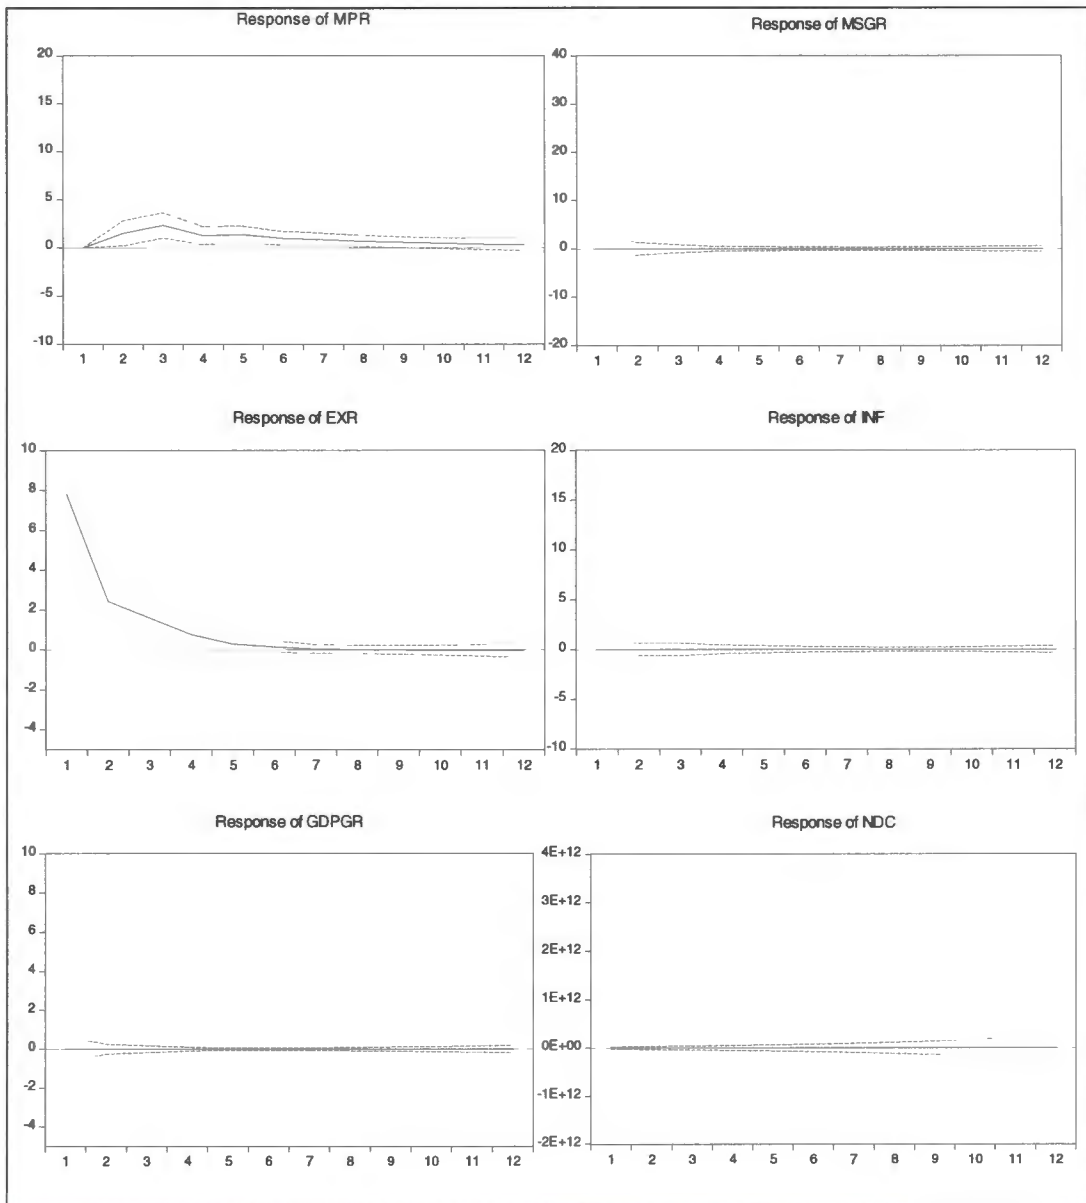 Response of MPR
20
15
10
5
0
-5
-10
1 2 3 4 5 6 7 8 9 10 11 12
Response of MSGR
40
30
20
10
0
-10
-20
1 2 3 4 5 6 7 8 9 10 11 12
Response of EXR
10
8
6
4
2
0
-2
-4
1 2 3 4 5 6 7 8 9 10 11 12
Response of INF
20
15
10
5
0
-5
-10
1 2 3 4 5 6 7 8 9 10 11 12
Response of GDPGR
10
8
6
4
2
0
-2
-4
1 2 3 4 5 6 7 8 9 10 11 12
Response of NDC
4E+12
3E+12
2E+12
1E+12
0E+00
-1E+12
-2E+12
1 2 3 4 5 6 7 8 9 10 11 12